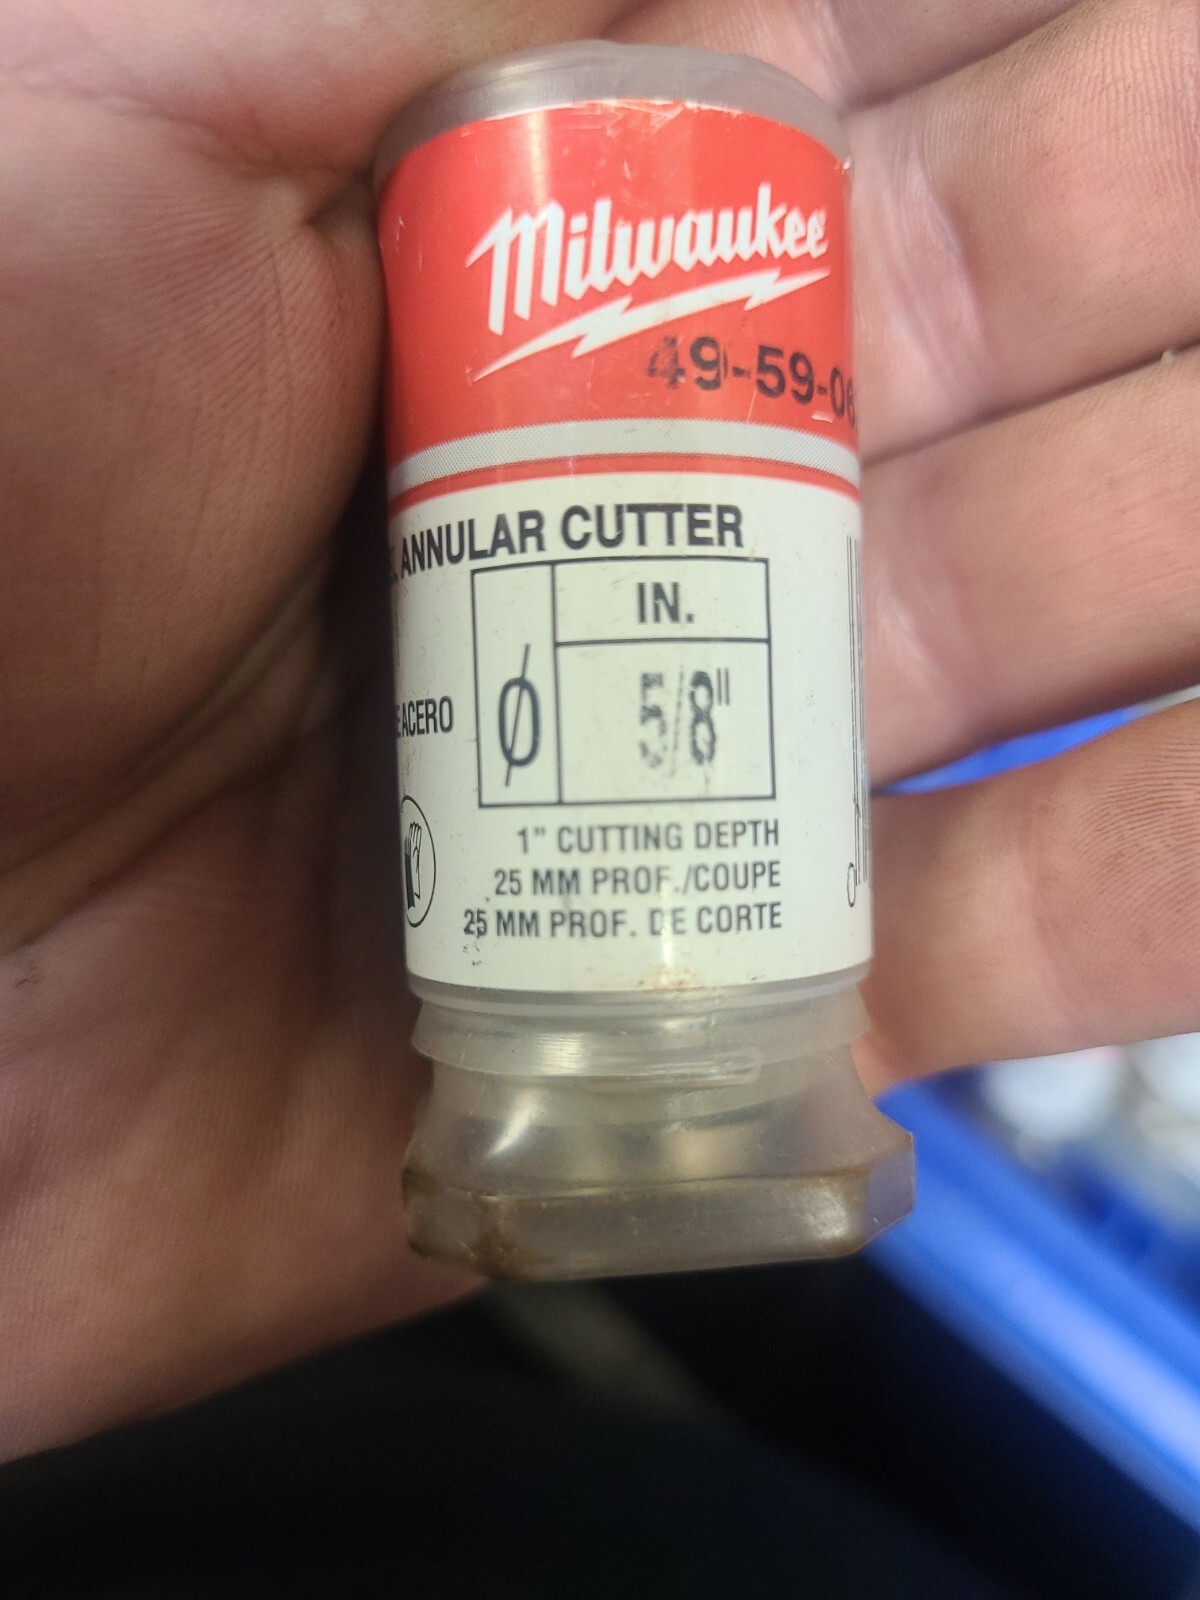 Milwaukee
49-59-06
ANNULAR CUTTER
IN.
Ø 5/8"
ACERO
1" CUTTING DEPTH
25 MM PROF./COUPE
25 MM PROF. DE CORTE